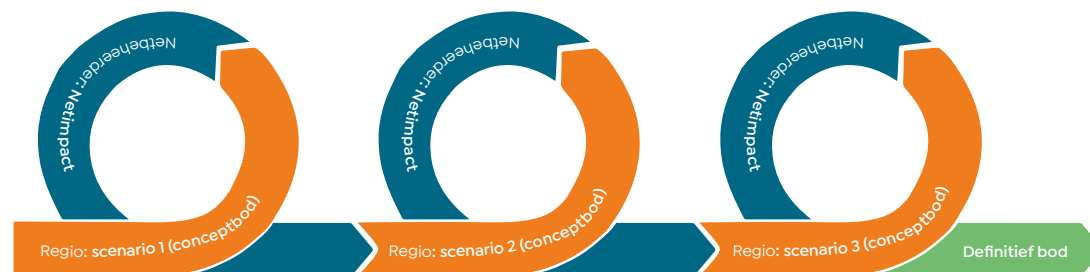 Netbeheerder: Netimpact
Regio: scenario 1 (conceptbod)
Netbeheerder: Netimpact
Regio: scenario 2 (conceptbod)
Netbeheerder: Netimpact
Regio: scenario 3 (conceptbod)
Definitief bod